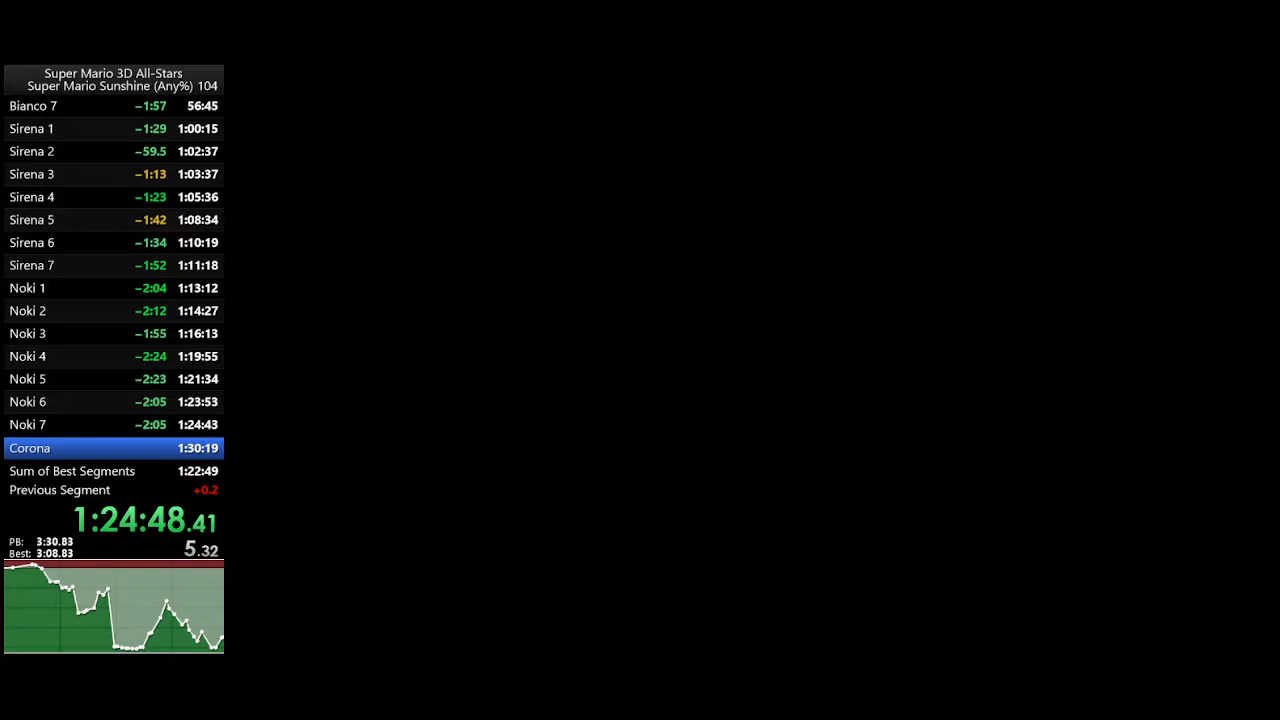 Super Mario 3D All-Stars
Super Mario Sunshine (Any%) 104
Bianco 7 −1:57 56:45
Sirena 1 −1:29 1:00:15
Sirena 2 −59.5 1:02:37
Sirena 3 −1:13 1:03:37
Sirena 4 −1:23 1:05:36
Sirena 5 −1:42 1:08:34
Sirena 6 −1:34 1:10:19
Sirena 7 −1:52 1:11:18
Noki 1 −2:04 1:13:12
Noki 2 −2:12 1:14:27
Noki 3 −1:55 1:16:13
Noki 4 −2:24 1:19:55
Noki 5 −2:23 1:21:34
Noki 6 −2:05 1:23:53
Noki 7 −2:05 1:24:43
Corona 1:30:19
Sum of Best Segments 1:22:49
Previous Segment +0.2
1:24:48.41
PB: 3:30.83
Best: 3:08.83
5.32